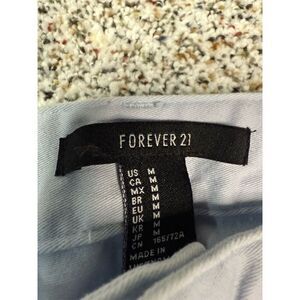 FOREVER 21
US M
CA M
MX M
BR M
EU M
UK M
KR M
JP M
CN 165/72A
MADE IN